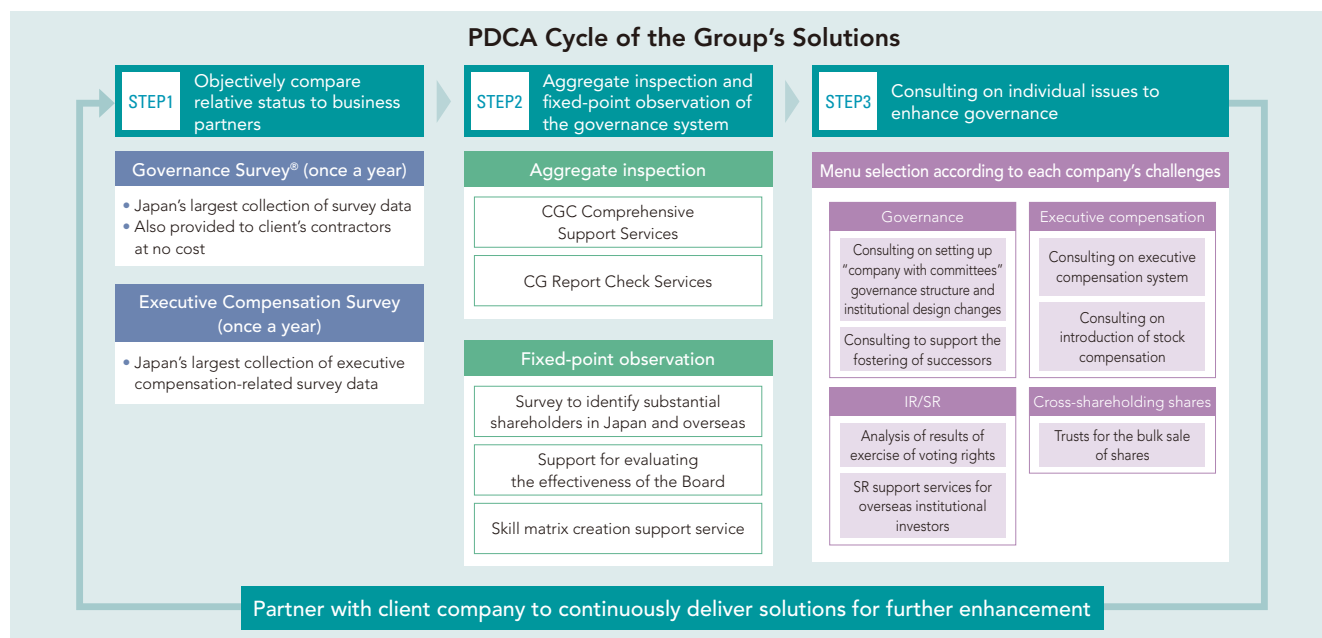 PDCA Cycle of the Group's Solutions
STEP1
Objectively compare
relative status to business
partners
Governance Survey® (once a year)
• Japan's largest collection of survey data
• Also provided to client's contractors
at no cost
Executive Compensation Survey
(once a year)
• Japan's largest collection of executive
compensation-related survey data
STEP2
Aggregate inspection and
fixed-point observation of
the governance system
Aggregate inspection
CGC Comprehensive
Support Services
CG Report Check Services
Fixed-point observation
Survey to identify substantial
shareholders in Japan and overseas
Support for evaluating
the effectiveness of the Board
Skill matrix creation support service
STEP3
Consulting on individual issues to
enhance governance
Menu selection according to each company's challenges
Governance
Consulting on setting up
“company with committees”
governance structure and
institutional design changes
Consulting to support the
fostering of successors
Executive compensation
Consulting on executive
compensation system
Consulting on
introduction of stock
compensation
IR/SR
Analysis of results of
exercise of voting rights
SR support services for
overseas institutional
investors
Cross-shareholding shares
Trusts for the bulk sale
of shares
Partner with client company to continuously deliver solutions for further enhancement